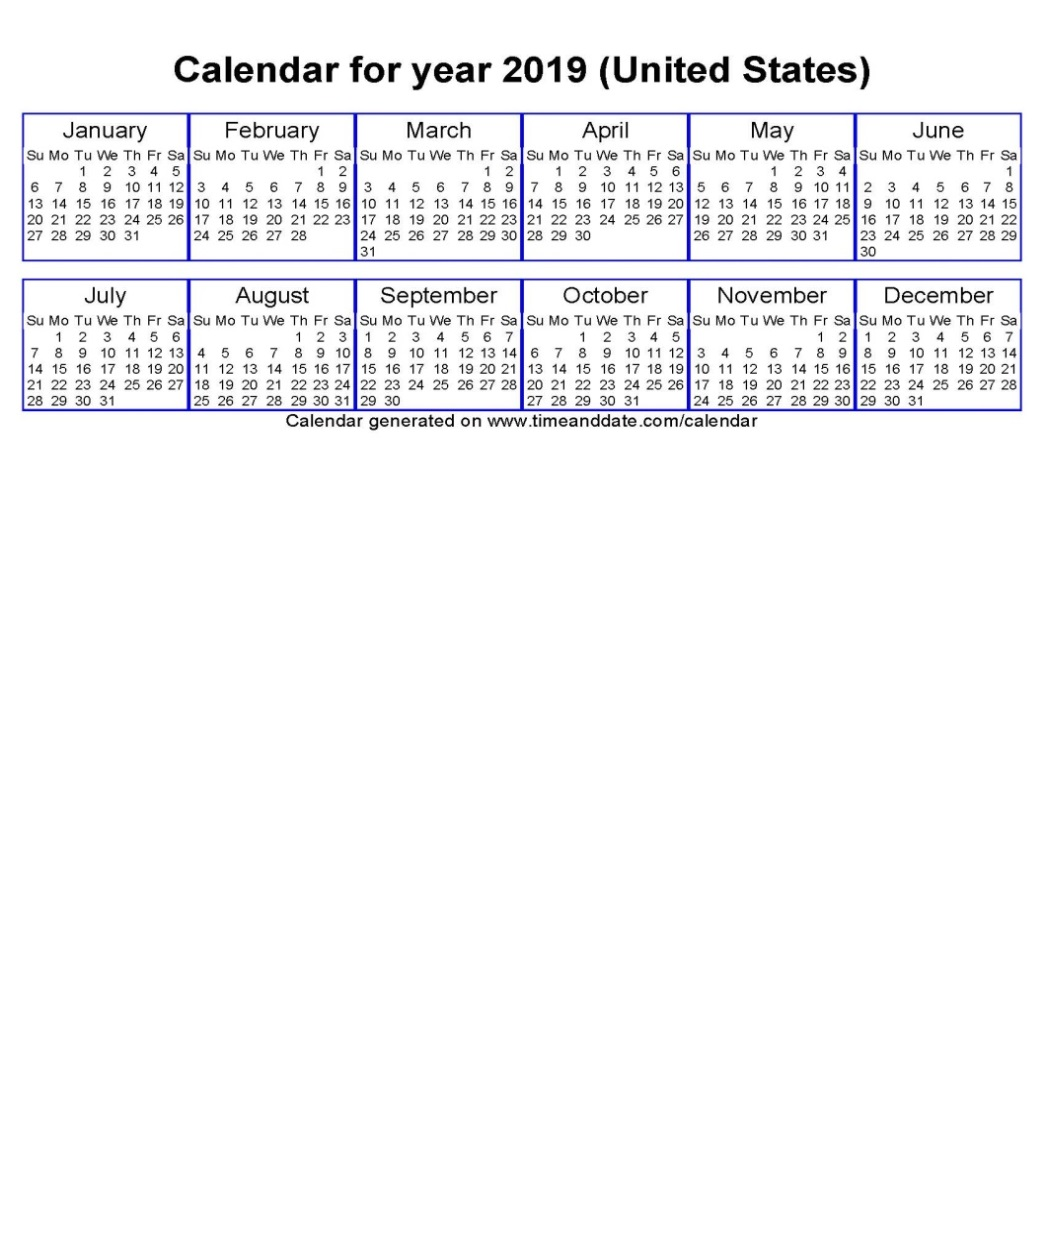 Calendar for year 2019 (United States)
January February March April May June
Su Mo Tu We Th Fr Sa Su Mo Tu We Th Fr Sa Su Mo Tu We Th Fr Sa Su Mo Tu We Th Fr Sa Su Mo Tu We Th Fr Sa Su Mo Tu We Th Fr Sa
1 2 3 4 5 1 2 1 2 1 2 3 4 5 6 1 2 3 4 1
6 7 8 9 10 11 12 3 4 5 6 7 8 9 3 4 5 6 7 8 9 7 8 9 10 11 12 13 5 6 7 8 9 10 11 2 3 4 5 6 7 8
13 14 15 16 17 18 19 10 11 12 13 14 15 16 10 11 12 13 14 15 16 14 15 16 17 18 19 20 12 13 14 15 16 17 18 9 10 11 12 13 14 15
20 21 22 23 24 25 26 17 18 19 20 21 22 23 17 18 19 20 21 22 23 21 22 23 24 25 26 27 19 20 21 22 23 24 25 16 17 18 19 20 21 22
27 28 29 30 31 24 25 26 27 28 24 25 26 27 28 29 30 28 29 30 26 27 28 29 30 31 23 24 25 26 27 28 29
31 30
July August September October November December
Su Mo Tu We Th Fr Sa Su Mo Tu We Th Fr Sa Su Mo Tu We Th Fr Sa Su Mo Tu We Th Fr Sa Su Mo Tu We Th Fr Sa Su Mo Tu We Th Fr Sa
1 2 3 4 5 6 1 2 3 1 2 3 4 5 6 7 1 2 3 4 5 1 2 1 2 3 4 5 6 7
7 8 9 10 11 12 13 4 5 6 7 8 9 10 8 9 10 11 12 13 14 6 7 8 9 10 11 12 3 4 5 6 7 8 9 8 9 10 11 12 13 14
14 15 16 17 18 19 20 11 12 13 14 15 16 17 15 16 17 18 19 20 21 13 14 15 16 17 18 19 10 11 12 13 14 15 16 15 16 17 18 19 20 21
21 22 23 24 25 26 27 18 19 20 21 22 23 24 22 23 24 25 26 27 28 20 21 22 23 24 25 26 17 18 19 20 21 22 23 22 23 24 25 26 27 28
28 29 30 31 25 26 27 28 29 30 31 29 30 27 28 29 30 31 24 25 26 27 28 29 30 29 30 31
Calendar generated on www.timeanddate.com/calendar